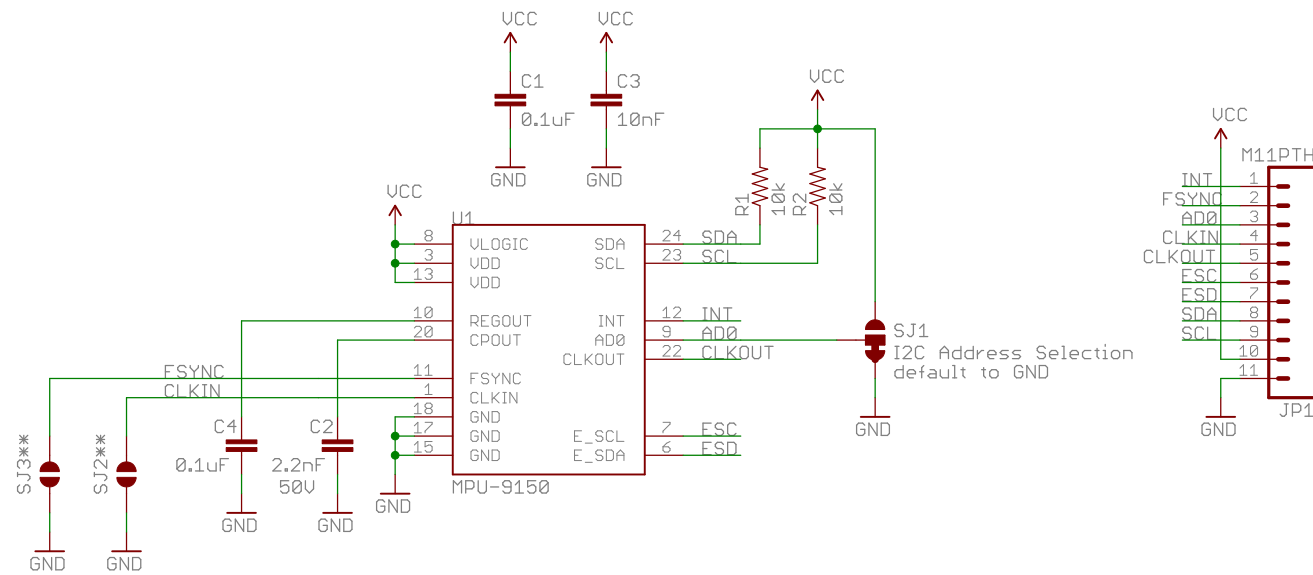 VCC
C1
0.1uF
GND
VCC
C3
10nF
GND
VCC
R1
10k
R2
10k
VCC
U1
8 VLOGIC
3 VDD
13 VDD
10 REGOUT
20 CPOUT
FSYNC 11 FSYNC
CLKIN 1 CLKIN
18 GND
17 GND
15 GND
SDA 24 SDA
SCL 23 SCL
INT 12 INT
AD0 9 AD0
CLKOUT 22 CLKOUT
E_SCL 7 ESC
E_SDA 6 ESD
MPU-9150
GND
SJ1
I2C Address Selection
default to GND
GND
SJ3**
GND
SJ2**
GND
C4
0.1uF
GND
C2
2.2nF
50V
GND
VCC
M11PTH
INT 1
FSYNC 2
AD0 3
CLKIN 4
CLKOUT 5
ESC 6
ESD 7
SDA 8
SCL 9
10
11
JP1
GND